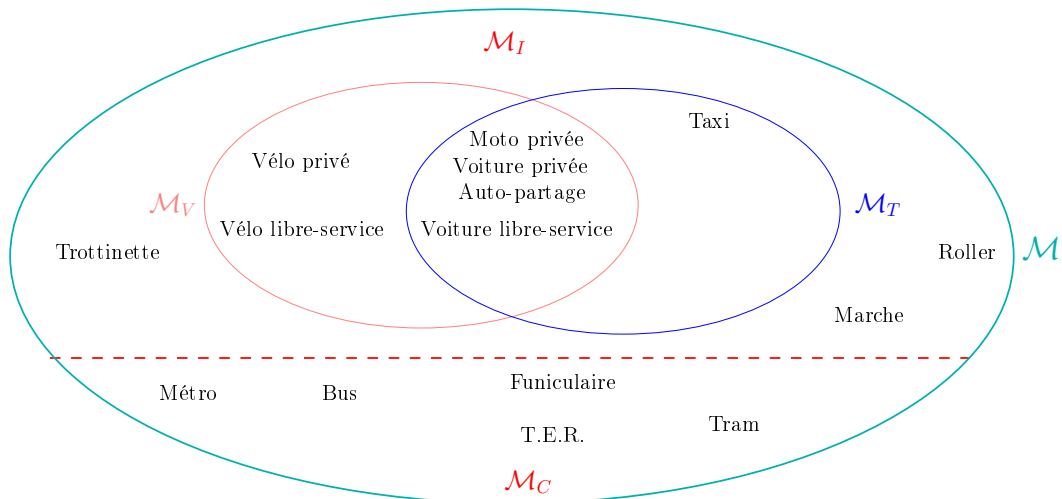 M_I
Taxi
Moto privée
Vélo privé
Voiture privée
Auto-partage
M_V
M_T
Vélo libre-service
Voiture libre-service
Trottinette
Roller
M
Marche
Métro
Bus
Funiculaire
T.E.R.
Tram
M_C